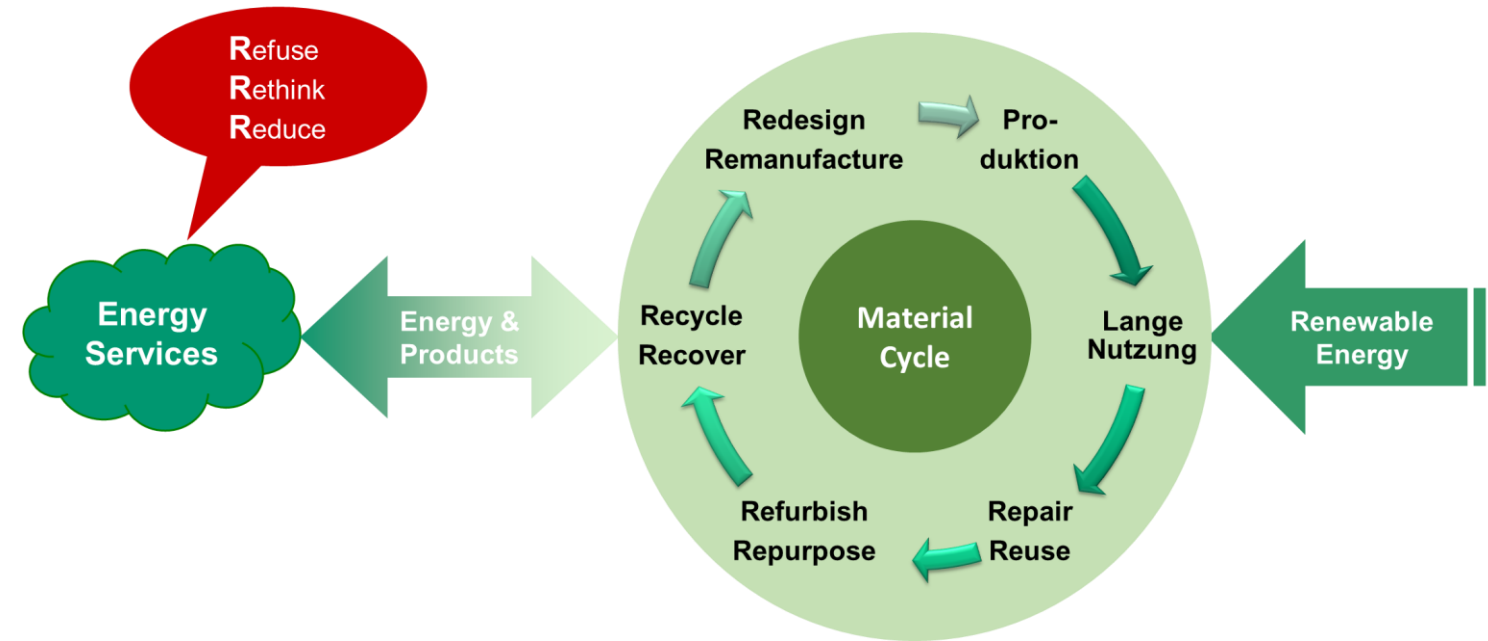 Refuse
Rethink
Reduce
Energy
Services
Energy &
Products
Redesign
Remanufacture
Pro-
duktion
Lange
Nutzung
Repair
Reuse
Refurbish
Repurpose
Recycle
Recover
Material
Cycle
Renewable
Energy